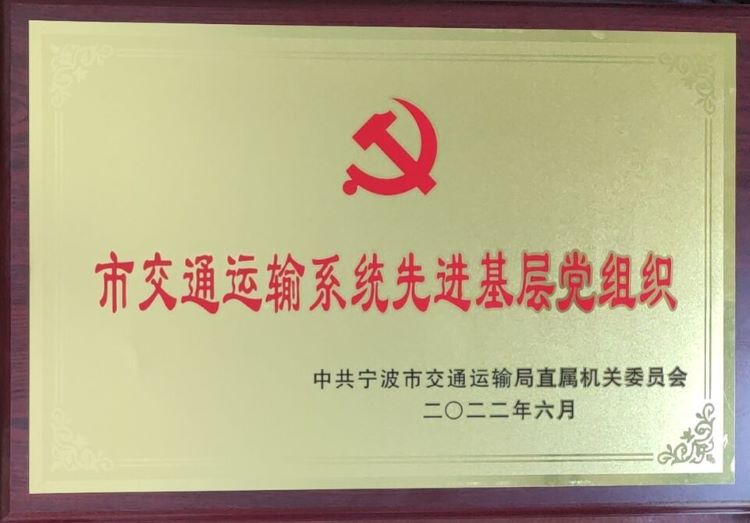 市交通运输系统先进基层党组织
中共宁波市交通运输局直属机关委员会
二〇二二年六月